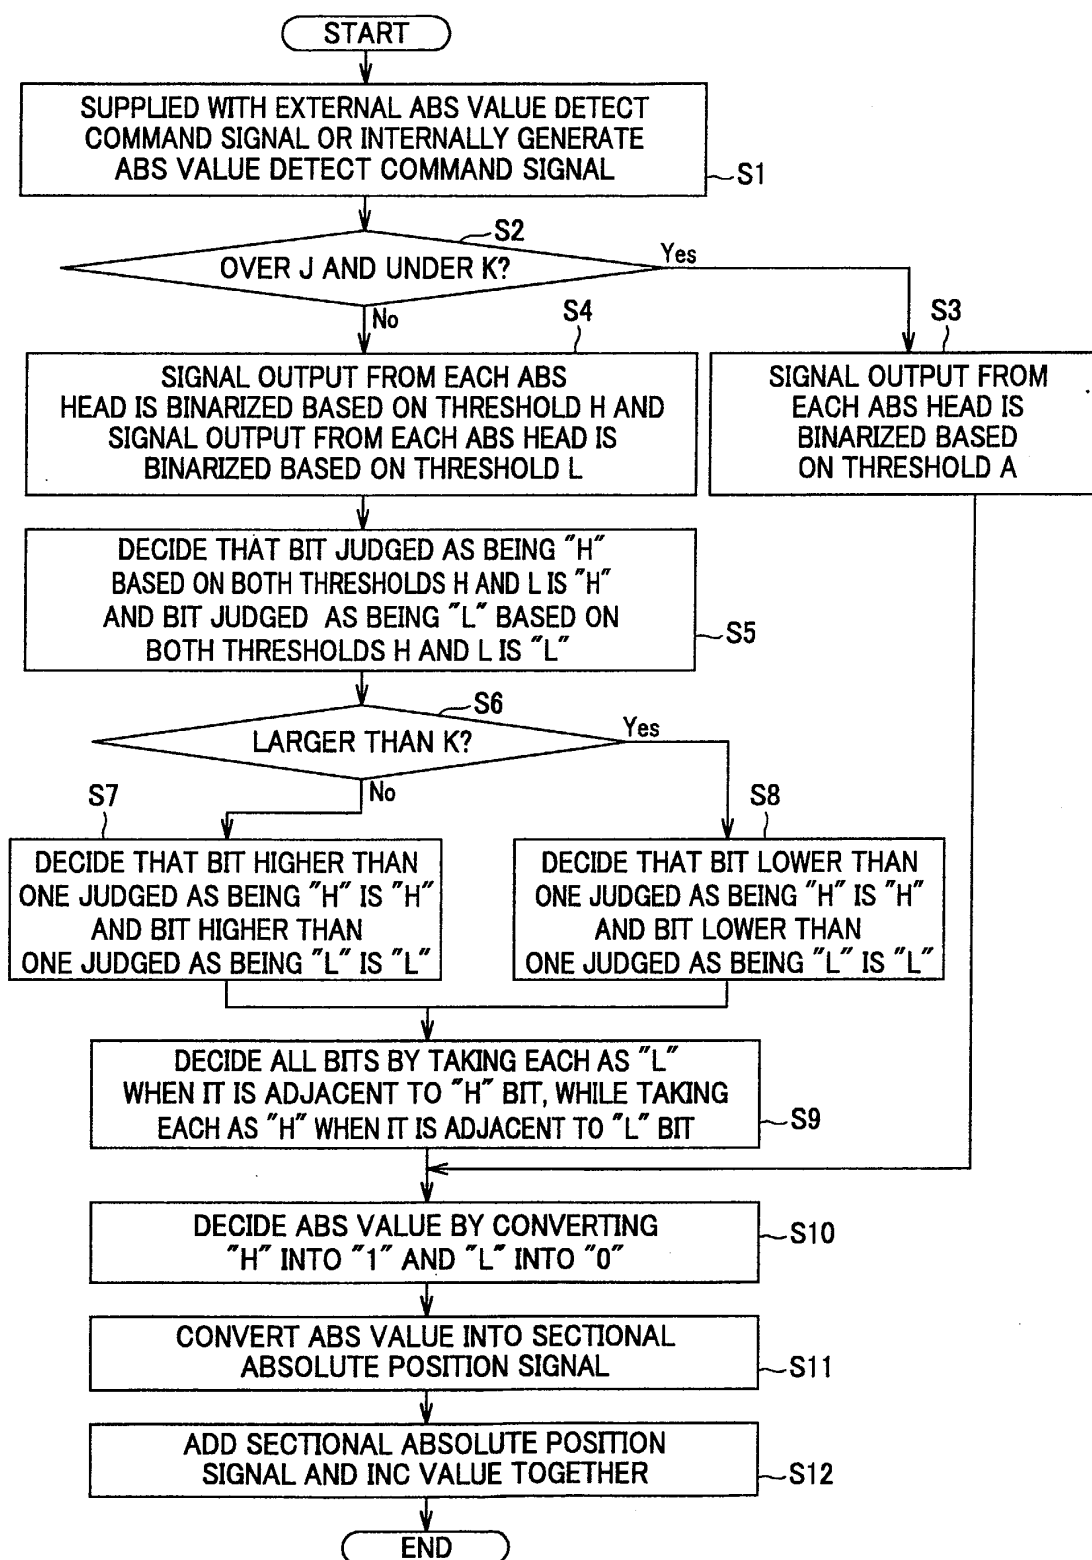 START
SUPPLIED WITH EXTERNAL ABS VALUE DETECT
COMMAND SIGNAL OR INTERNALLY GENERATE
ABS VALUE DETECT COMMAND SIGNAL
S1
S2
OVER J AND UNDER K?
Yes
No
S4
SIGNAL OUTPUT FROM EACH ABS
HEAD IS BINARIZED BASED ON THRESHOLD H AND
SIGNAL OUTPUT FROM EACH ABS HEAD IS
BINARIZED BASED ON THRESHOLD L
S3
SIGNAL OUTPUT FROM
EACH ABS HEAD IS
BINARIZED BASED
ON THRESHOLD A
DECIDE THAT BIT JUDGED AS BEING "H"
BASED ON BOTH THRESHOLDS H AND L IS "H"
AND BIT JUDGED AS BEING "L" BASED ON
BOTH THRESHOLDS H AND L IS "L"
S5
S6
LARGER THAN K?
Yes
No
S7
DECIDE THAT BIT HIGHER THAN
ONE JUDGED AS BEING "H" IS "H"
AND BIT HIGHER THAN
ONE JUDGED AS BEING "L" IS "L"
S8
DECIDE THAT BIT LOWER THAN
ONE JUDGED AS BEING "H" IS "H"
AND BIT LOWER THAN
ONE JUDGED AS BEING "L" IS "L"
DECIDE ALL BITS BY TAKING EACH AS "L"
WHEN IT IS ADJACENT TO "H" BIT, WHILE TAKING
EACH AS "H" WHEN IT IS ADJACENT TO "L" BIT
S9
DECIDE ABS VALUE BY CONVERTING
"H" INTO "1" AND "L" INTO "0"
S10
CONVERT ABS VALUE INTO SECTIONAL
ABSOLUTE POSITION SIGNAL
S11
ADD SECTIONAL ABSOLUTE POSITION
SIGNAL AND INC VALUE TOGETHER
S12
END